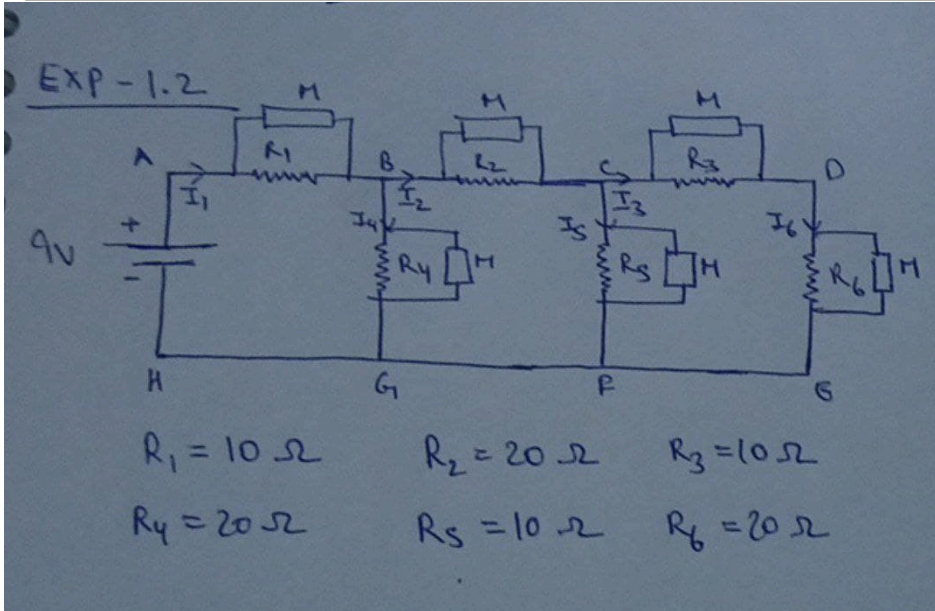 EXP-1.2
M M M
A R1 B R2 C R3 D
I1 I2 I3
9V + I4 R4 M I5 R5 M I6 R6 M
-
H G F E
R1 = 10 Ω R2 = 20 Ω R3 = 10 Ω
R4 = 20 Ω R5 = 10 Ω R6 = 20 Ω